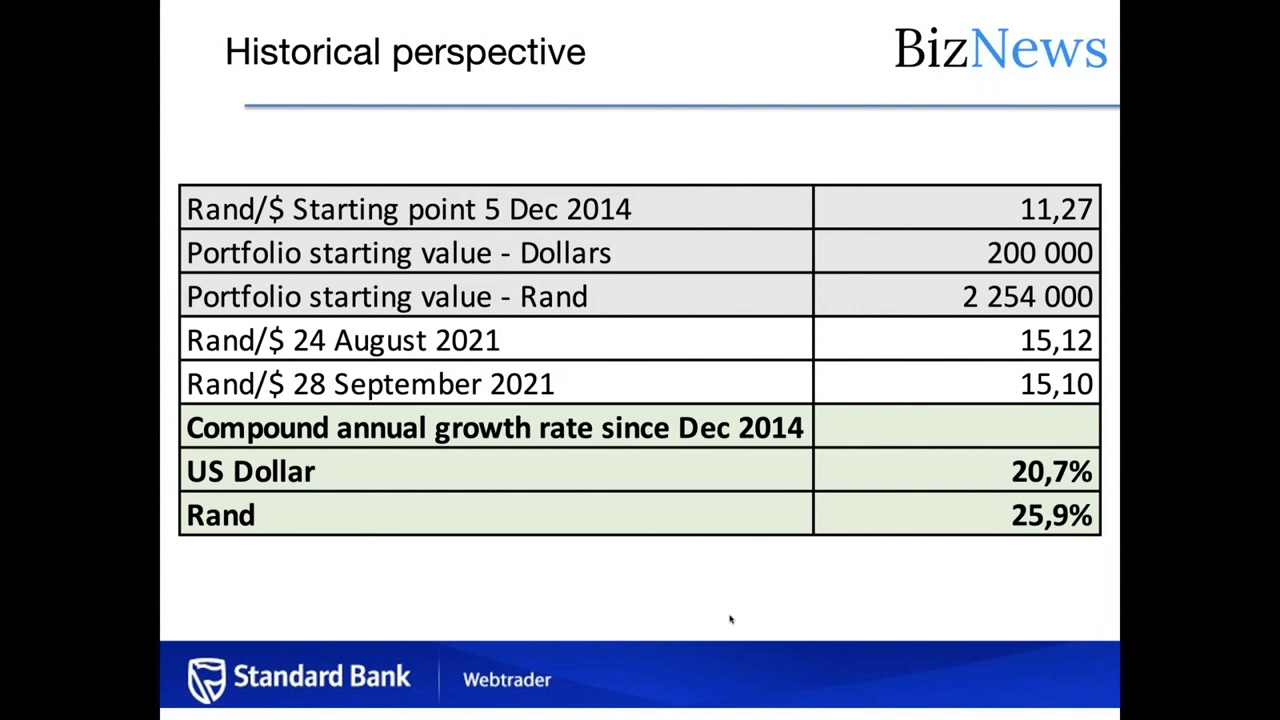 Historical perspective
BizNews
Rand/$ Starting point 5 Dec 2014 11,27
Portfolio starting value - Dollars 200 000
Portfolio starting value - Rand 2 254 000
Rand/$ 24 August 2021 15,12
Rand/$ 28 September 2021 15,10
Compound annual growth rate since Dec 2014
US Dollar 20,7%
Rand 25,9%
Standard Bank Webtrader